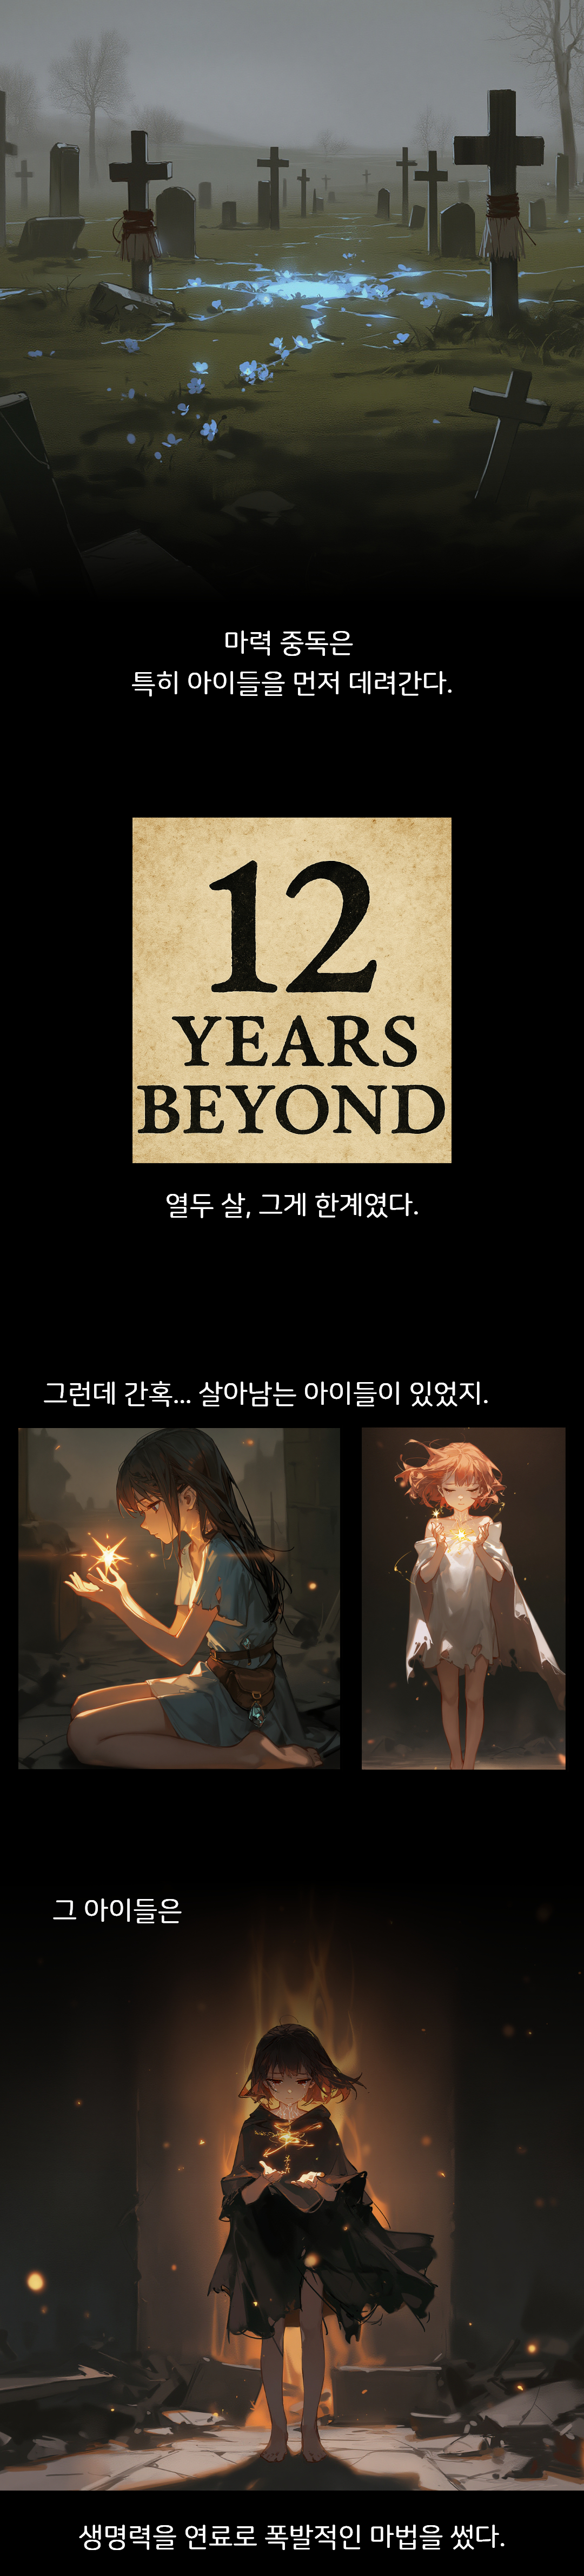 마력 중독은
특히 아이들을 먼저 데려간다.
12
YEARS
BEYOND
열두 살, 그게 한계였다.
그런데 간혹... 살아남는 아이들이 있었지.
그 아이들은
생명력을 연료로 폭발적인 마법을 썼다.